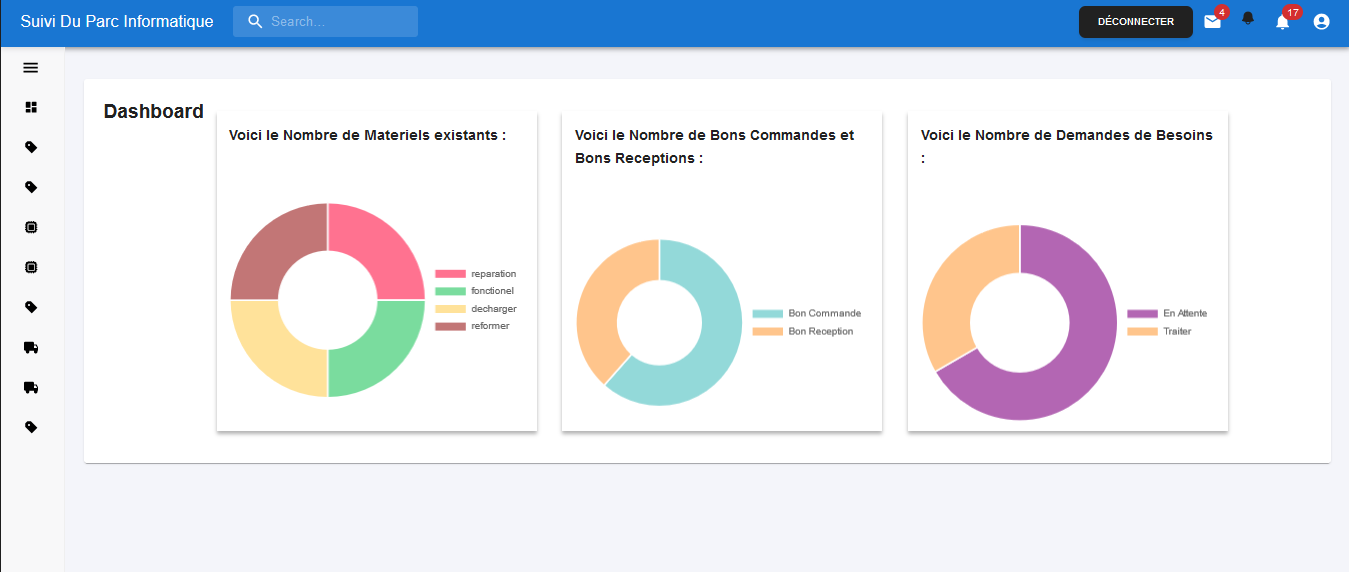 Suivi Du Parc Informatique
Search...
DÉCONNECTER
4
17
Dashboard
Voici le Nombre de Materiels existants :
reparation
fonctionel
decharger
reformer
Voici le Nombre de Bons Commandes et
Bons Receptions :
Bon Commande
Bon Reception
Voici le Nombre de Demandes de Besoins
:
En Attente
Traiter